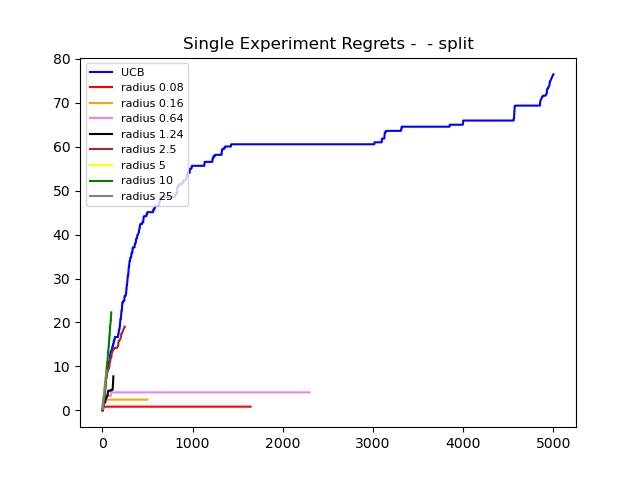 Single Experiment Regrets -  - split
80
70
60
50
40
30
20
10
0
UCB
radius 0.08
radius 0.16
radius 0.64
radius 1.24
radius 2.5
radius 5
radius 10
radius 25
0 1000 2000 3000 4000 5000